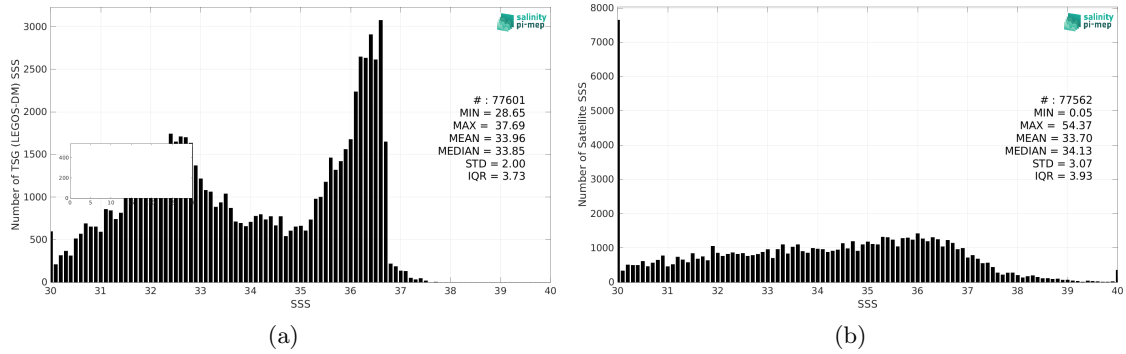 3000
2500
2000
1500
1000
500
0
Number of TSG (LEGOS-DM) SSS
400
200
0
0 5 10
salinity
pi-mep
# : 77601
MIN = 28.65
MAX = 37.69
MEAN = 33.96
MEDIAN = 33.85
STD = 2.00
IQR = 3.73
30 31 32 33 34 35 36 37 38 39 40
SSS
(a)
8000
7000
6000
5000
4000
3000
2000
1000
0
Number of Satellite SSS
salinity
pi-mep
# : 77562
MIN = 0.05
MAX = 54.37
MEAN = 33.70
MEDIAN = 34.13
STD = 3.07
IQR = 3.93
30 31 32 33 34 35 36 37 38 39 40
SSS
(b)